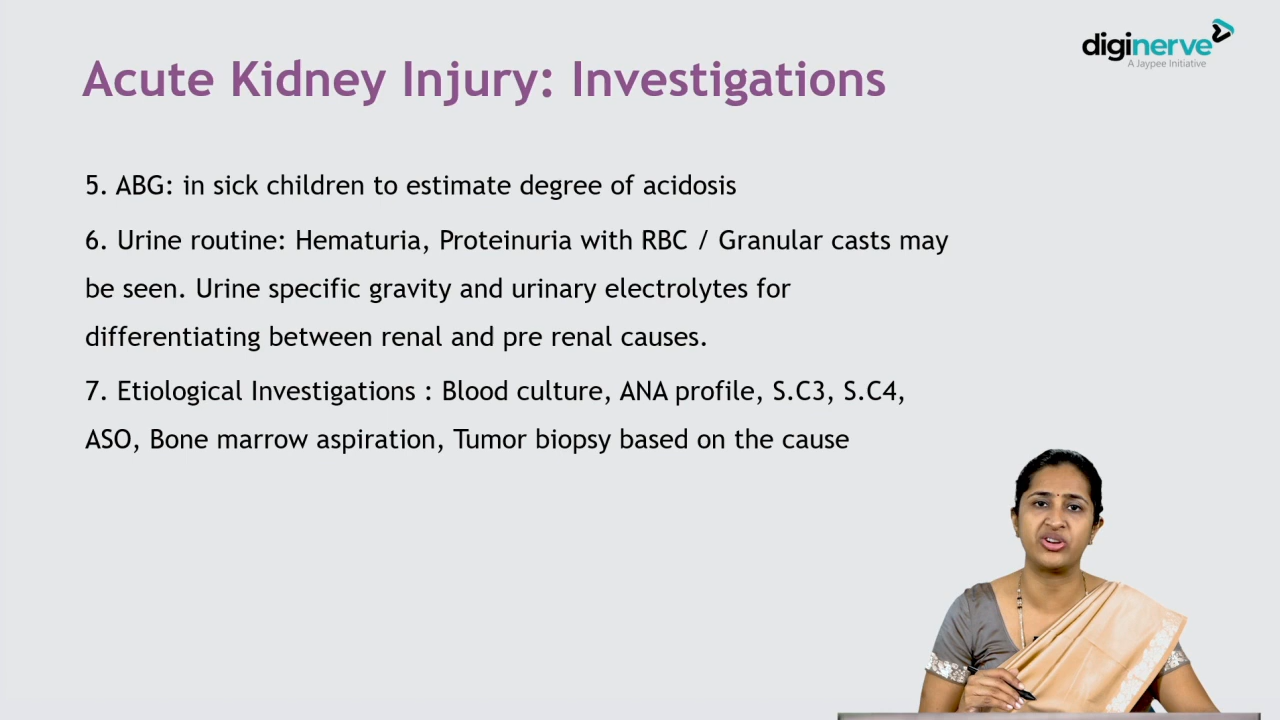 diginerve
A Jaypee Initiative
Acute Kidney Injury: Investigations
5. ABG: in sick children to estimate degree of acidosis
6. Urine routine: Hematuria, Proteinuria with RBC / Granular casts may
be seen. Urine specific gravity and urinary electrolytes for
differentiating between renal and pre renal causes.
7. Etiological Investigations : Blood culture, ANA profile, S.C3, S.C4,
ASO, Bone marrow aspiration, Tumor biopsy based on the cause